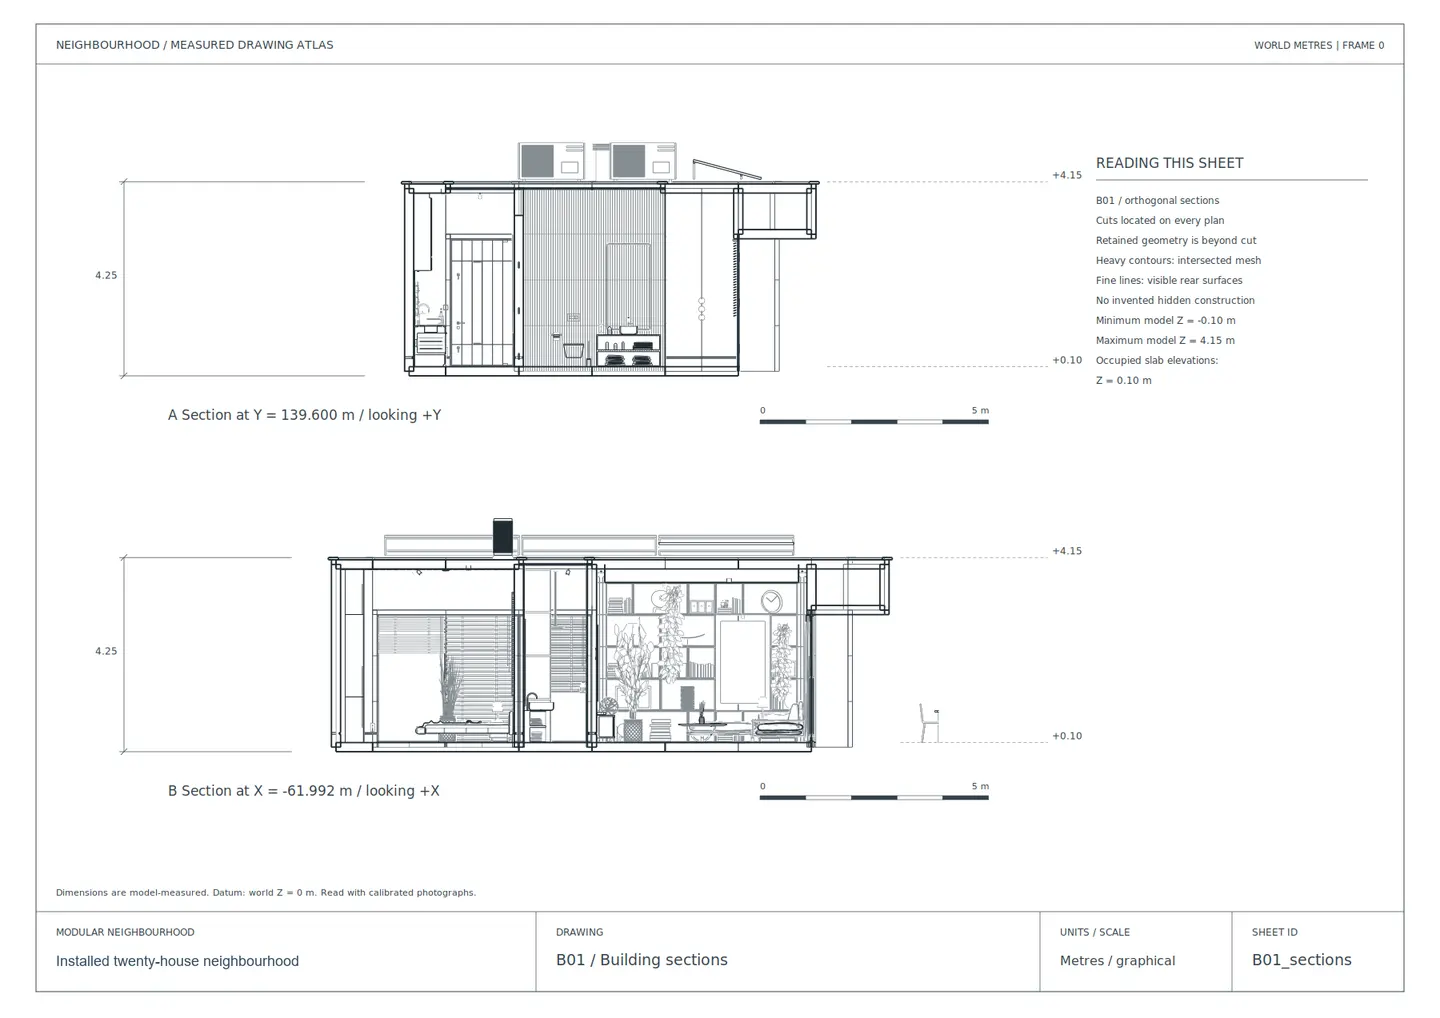 NEIGHBOURHOOD / MEASURED DRAWING ATLAS
WORLD METRES | FRAME 0
READING THIS SHEET
B01 / orthogonal sections
Cuts located on every plan
Retained geometry is beyond cut
Heavy contours: intersected mesh
Fine lines: visible rear surfaces
No invented hidden construction
Minimum model Z = -0.10 m
Maximum model Z = 4.15 m
Occupied slab elevations:
Z = 0.10 m
+4.15
4.25
+0.10
A Section at Y = 139.600 m / looking +Y
0 5 m
+4.15
4.25
+0.10
B Section at X = -61.992 m / looking +X
0 5 m
Dimensions are model-measured. Datum: world Z = 0 m. Read with calibrated photographs.
MODULAR NEIGHBOURHOOD
Installed twenty-house neighbourhood
DRAWING
B01 / Building sections
UNITS / SCALE
Metres / graphical
SHEET ID
B01_sections